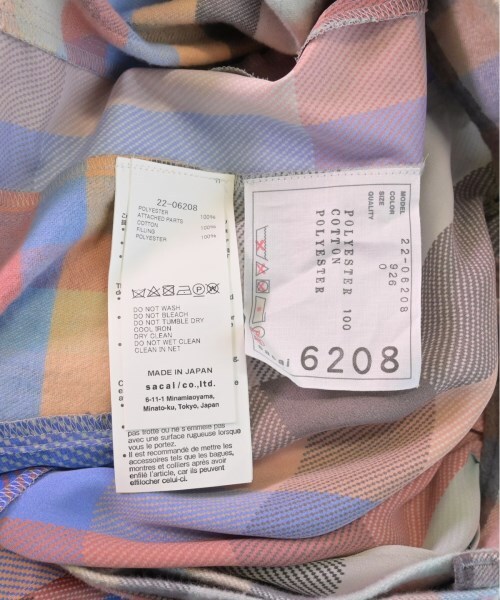 22-06208
POLYESTER 100%
ATTACHED PARTS
COTTON 100%
FILLING
POLYESTER 100%
DO NOT WASH
DO NOT BLEACH
DO NOT TUMBLE DRY
COOL IRON
DRY CLEAN
DO NOT WET CLEAN
CLEAN IN NET
MADE IN JAPAN
sacai/co.,ltd.
6-11-1 Minamiaoyama,
Minato-ku, Tokyo, Japan
pas trotté ou ne s'emmêle pas
avec une surface rugueuse lorsque
vous le portez.
• Il est recommandé de mettre les
accessoires tels que les bagues,
montres et colliers après avoir
enfilé l'article, car ils peuvent
effilocher celui-ci.
MODEL 22-06208
COLOR 926
SIZE 0
QUALITY
POLYESTER 100
COTTON
POLYESTER
sacai
6208